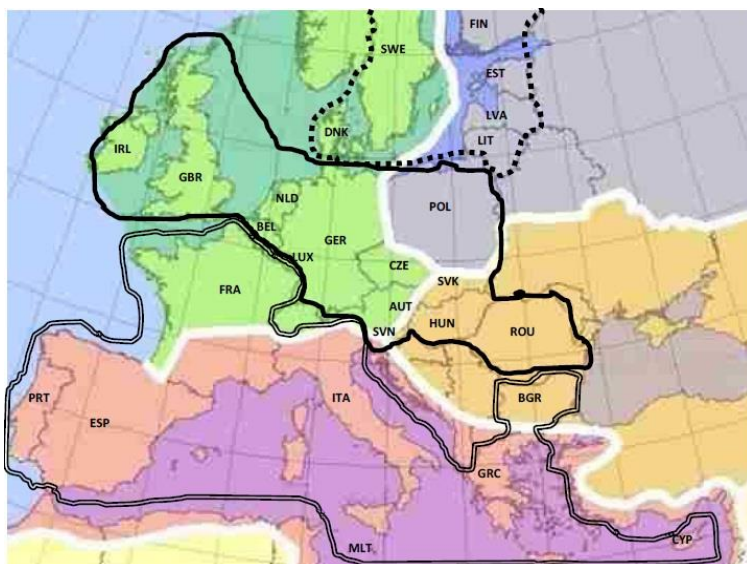 FIN
SWE
EST
LVA
DNK
LIT
IRL
GBR
NLD
POL
BEL
GER
LUX
CZE
SVK
FRA
AUT
HUN
ROU
SVN
PRT
ESP
ITA
BGR
GRC
MLT
CYP